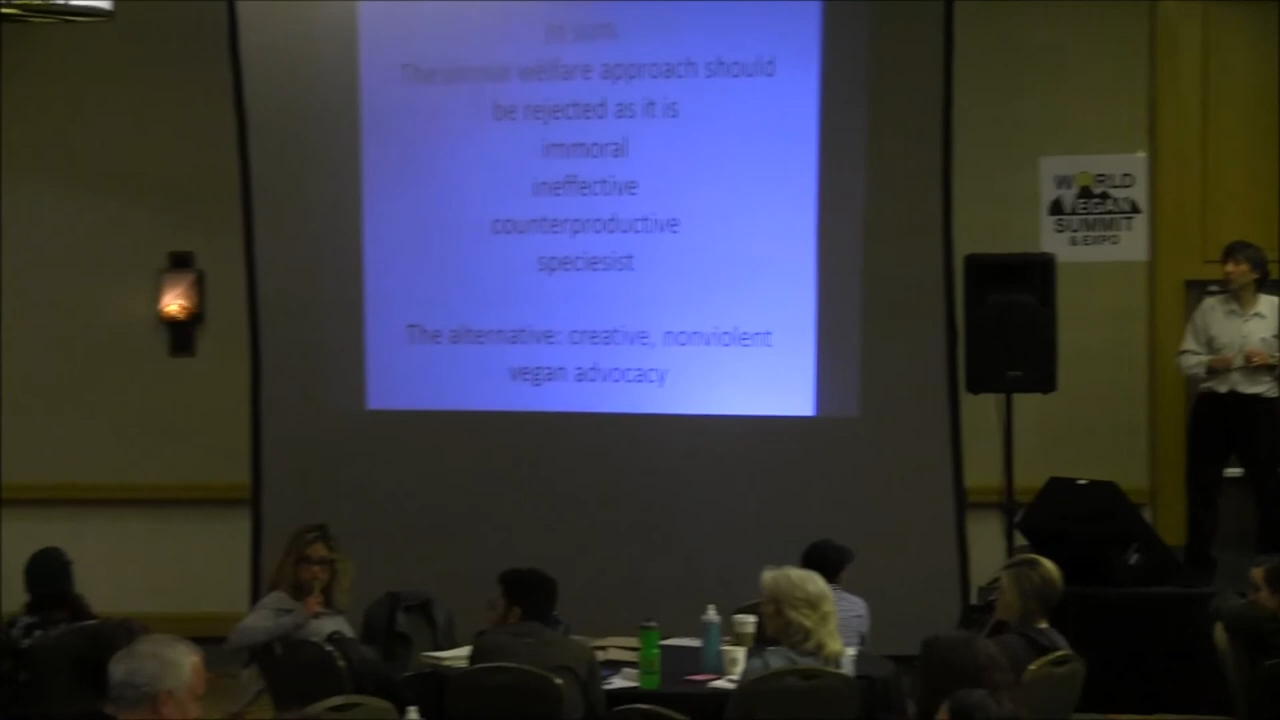 in sum,
The animal welfare approach should
be rejected as it is
immoral
ineffective
counterproductive
speciesist
The alternative: creative, nonviolent
vegan advocacy
WORLD
VEGAN
SUMMIT
& EXPO